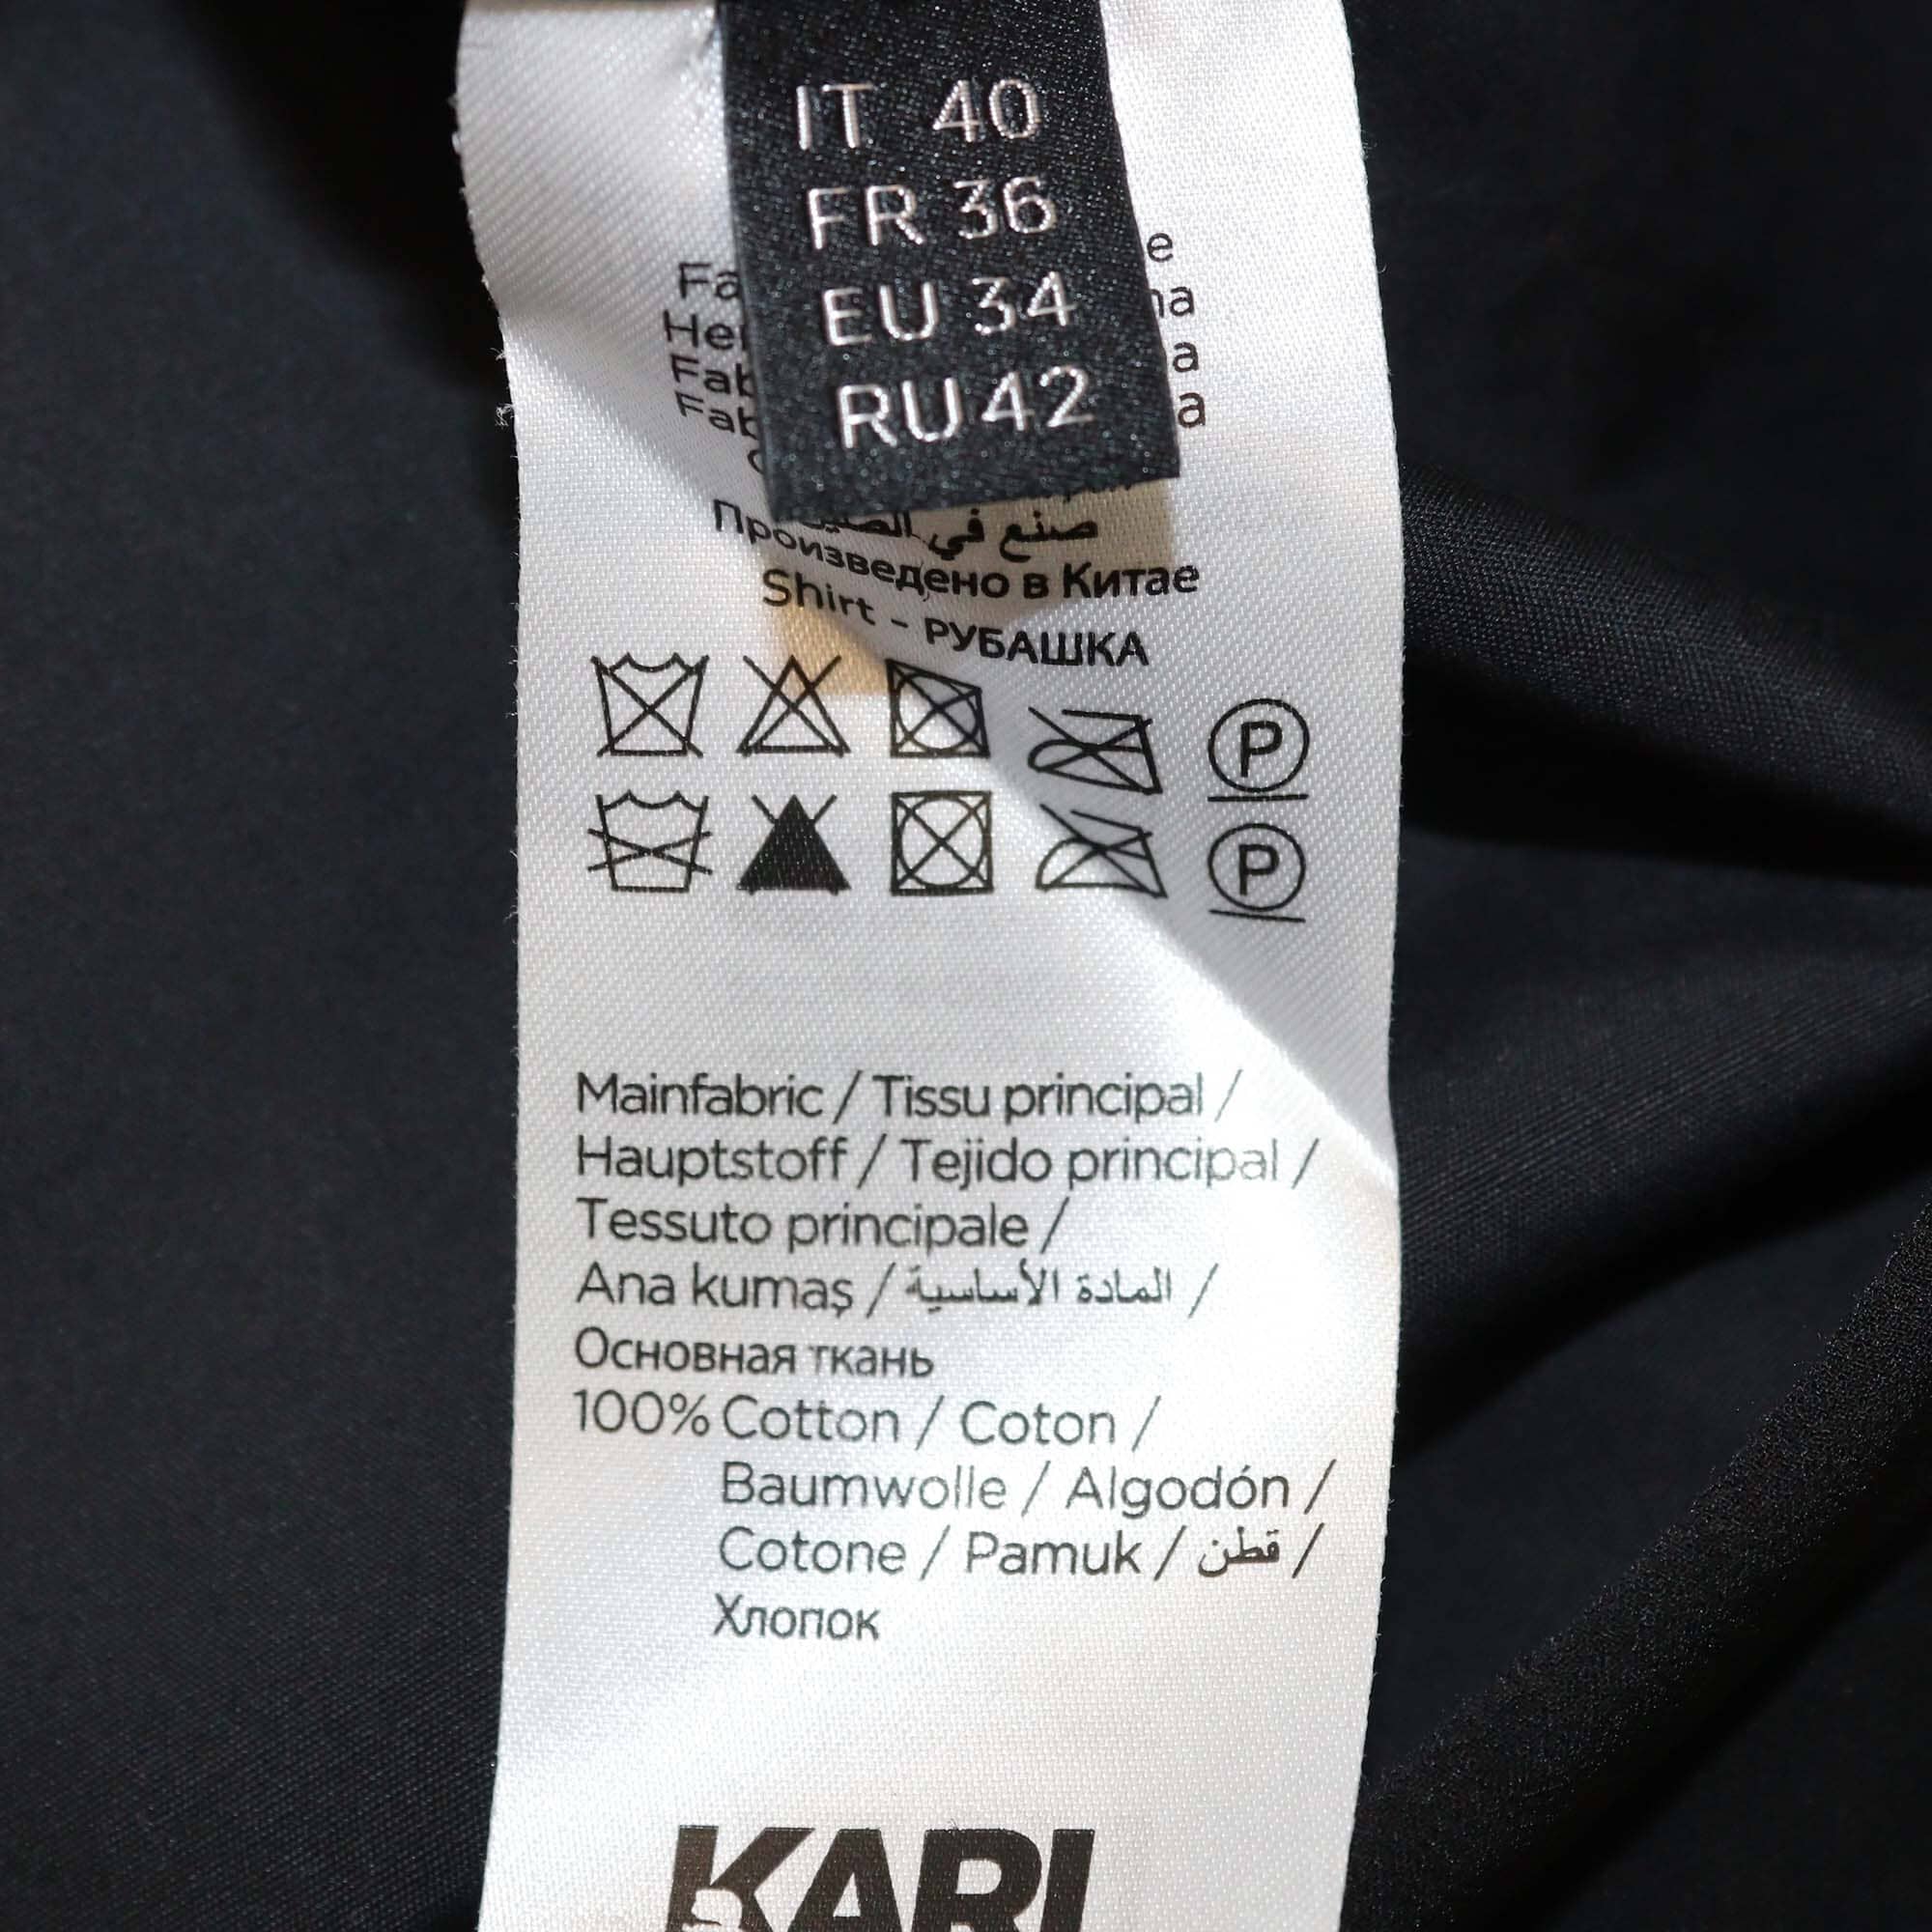 IT 40
FR 36
EU 34
RU 42
صنع في الصين
Произведено в Китае
Shirt - РУБАШКА
P
P
Mainfabric / Tissu principal /
Hauptstoff / Tejido principal /
Tessuto principale /
Ana kumaş / المادة الأساسية /
Основная ткань
100% Cotton / Coton /
Baumwolle / Algodón /
Cotone / Pamuk / قطن /
Хлопок
KARL